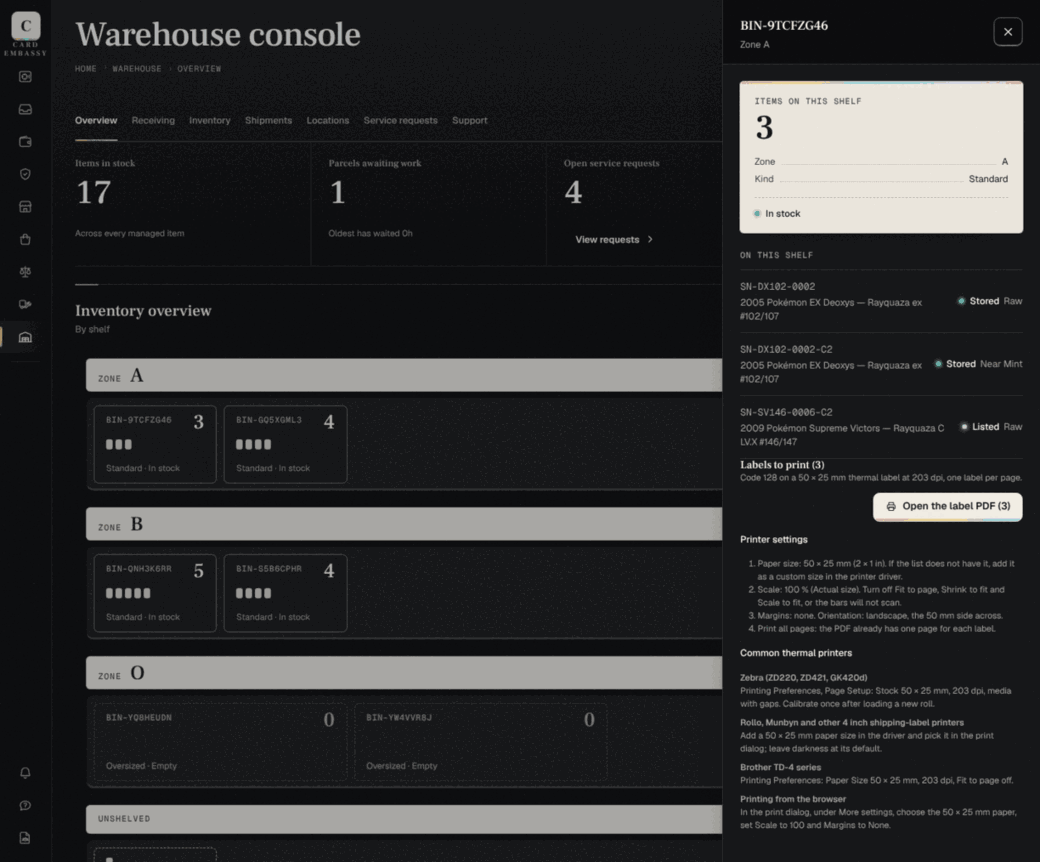 C
CARD
EMBASSY
Warehouse console
HOME · WAREHOUSE · OVERVIEW
Overview Receiving Inventory Shipments Locations Service requests Support
Items in stock
17
Across every managed item
Parcels awaiting work
1
Oldest has waited 0h
Open service requests
4
View requests
Inventory overview
By shelf
ZONE A
BIN-9TCFZG46 3
Standard · In stock
BIN-GQ5XGML3 4
Standard · In stock
ZONE B
BIN-QNH3K6RR 5
Standard · In stock
BIN-S586CPHR 4
Standard · In stock
ZONE O
BIN-YQ8HEUDN 0
Oversized · Empty
BIN-YW4VVR8J 0
Oversized · Empty
UNSHELVED
BIN-9TCFZG46
Zone A
ITEMS ON THIS SHELF
3
Zone A
Kind Standard
In stock
ON THIS SHELF
SN-DX102-0002
2005 Pokémon EX Deoxys — Rayquaza ex
#102/107
Stored Raw
SN-DX102-0002-C2
2005 Pokémon EX Deoxys — Rayquaza ex
#102/107
Stored Near Mint
SN-SV146-0006-C2
2009 Pokémon Supreme Victors — Rayquaza C
LV.X #146/147
Listed Raw
Labels to print (3)
Code 128 on a 50 × 25 mm thermal label at 203 dpi, one label per page.
Open the label PDF (3)
Printer settings
1. Paper size: 50 × 25 mm (2 × 1 in). If the list does not have it, add it
as a custom size in the printer driver.
2. Scale: 100 % (Actual size). Turn off Fit to page, Shrink to fit and
Scale to fit, or the bars will not scan.
3. Margins: none. Orientation: landscape, the 50 mm side across.
4. Print all pages: the PDF already has one page for each label.
Common thermal printers
Zebra (ZD220, ZD421, GK420d)
Printing Preferences, Page Setup: Stock 50 × 25 mm, 203 dpi, media
with gaps. Calibrate once after loading a new roll.
Rollo, Munbyn and other 4 inch shipping-label printers
Add a 50 × 25 mm paper size in the driver and pick it in the print
dialog; leave darkness at its default.
Brother TD-4 series
Printing Preferences: Paper Size 50 × 25 mm, 203 dpi, Fit to page off.
Printing from the browser
In the print dialog, under More settings, choose the 50 × 25 mm paper,
set Scale to 100 and Margins to None.